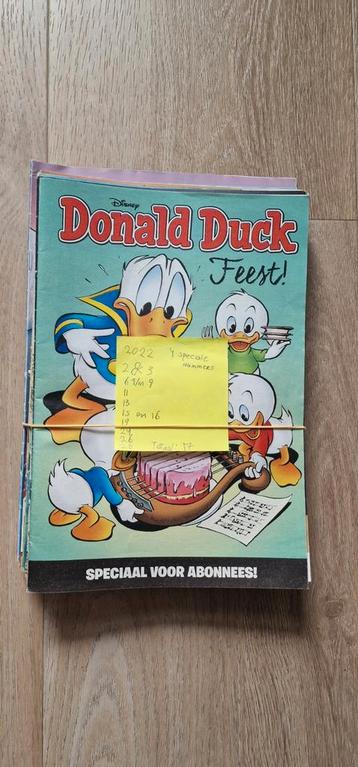 Disney
Donald Duck
Feest!
2022 4 speciale
nummers
2 & 3
6 t/m 9
11
13
15 en 16
19
24
26
Totaal: 17
SPECIAAL VOOR ABONNEES!